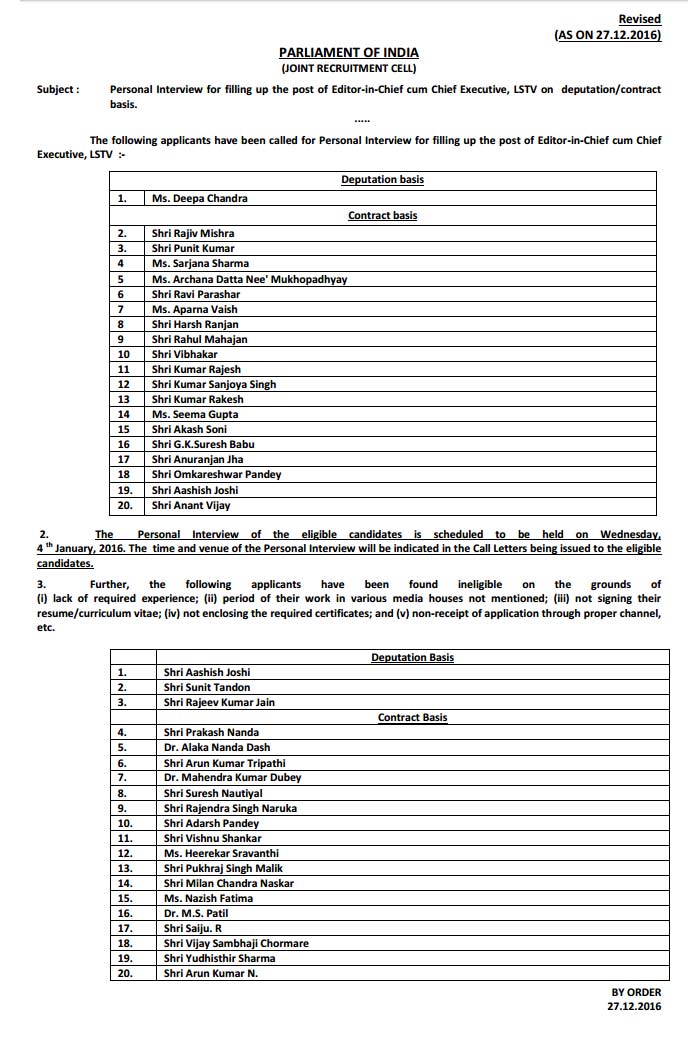 Revised
(AS ON 27.12.2016)
PARLIAMENT OF INDIA
(JOINT RECRUITMENT CELL)
Subject : Personal Interview for filling up the post of Editor-in-Chief cum Chief Executive, LSTV on deputation/contract
basis.
.....
The following applicants have been called for Personal Interview for filling up the post of Editor-in-Chief cum Chief
Executive, LSTV :-
Deputation basis
1. Ms. Deepa Chandra
Contract basis
2. Shri Rajiv Mishra
3. Shri Punit Kumar
4 Ms. Sarjana Sharma
5 Ms. Archana Datta Nee' Mukhopadhyay
6 Shri Ravi Parashar
7 Ms. Aparna Vaish
8 Shri Harsh Ranjan
9 Shri Rahul Mahajan
10 Shri Vibhakar
11 Shri Kumar Rajesh
12 Shri Kumar Sanjoya Singh
13 Shri Kumar Rakesh
14 Ms. Seema Gupta
15 Shri Akash Soni
16 Shri G.K.Suresh Babu
17 Shri Anuranjan Jha
18 Shri Omkareshwar Pandey
19. Shri Aashish Joshi
20. Shri Anant Vijay
2. The Personal Interview of the eligible candidates is scheduled to be held on Wednesday,
4 th January, 2016. The time and venue of the Personal Interview will be indicated in the Call Letters being issued to the eligible
candidates.
3. Further, the following applicants have been found ineligible on the grounds of
(i) lack of required experience; (ii) period of their work in various media houses not mentioned; (iii) not signing their
resume/curriculum vitae; (iv) not enclosing the required certificates; and (v) non-receipt of application through proper channel,
etc.
Deputation Basis
1. Shri Aashish Joshi
2. Shri Sunit Tandon
3. Shri Rajeev Kumar Jain
Contract Basis
4. Shri Prakash Nanda
5. Dr. Alaka Nanda Dash
6. Shri Arun Kumar Tripathi
7. Dr. Mahendra Kumar Dubey
8. Shri Suresh Nautiyal
9. Shri Rajendra Singh Naruka
10. Shri Adarsh Pandey
11. Shri Vishnu Shankar
12. Ms. Heerekar Sravanthi
13. Shri Pukhraj Singh Malik
14. Shri Milan Chandra Naskar
15. Ms. Nazish Fatima
16. Dr. M.S. Patil
17. Shri Saiju. R
18. Shri Vijay Sambhaji Chormare
19. Shri Yudhisthir Sharma
20. Shri Arun Kumar N.
BY ORDER
27.12.2016